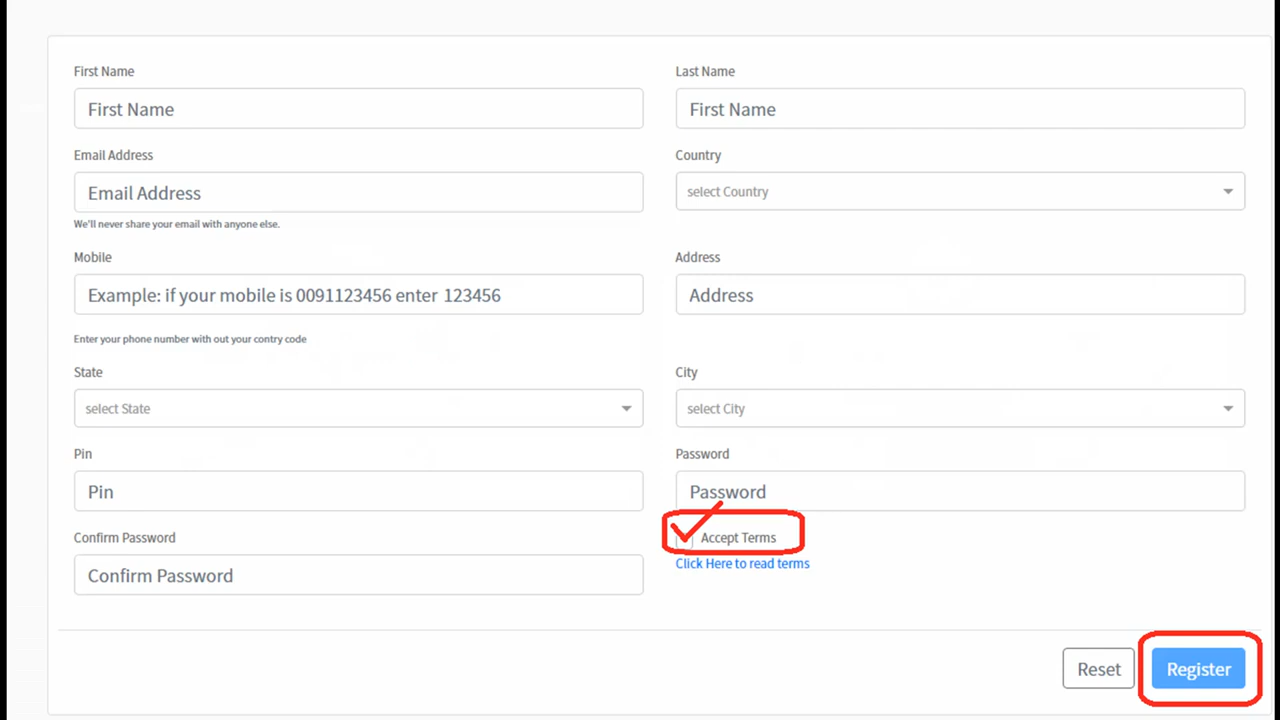 First Name
Last Name
First Name
First Name
Email Address
Country
Email Address
select Country
We'll never share your email with anyone else.
Mobile
Address
Example: if your mobile is 0091123456 enter 123456
Address
Enter your phone number with out your contry code
State
City
select State
select City
Pin
Password
Pin
Password
Confirm Password
Accept Terms
Confirm Password
Click Here to read terms
Reset
Register